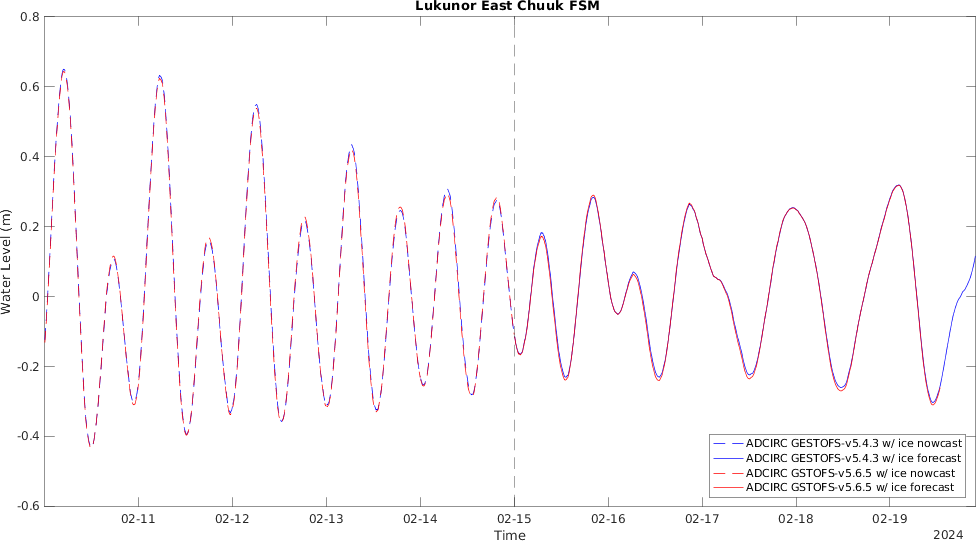 Lukunor East Chuuk FSM
0.8
0.6
0.4
0.2
0
-0.2
-0.4
-0.6
Water Level (m)
02-11 02-12 02-13 02-14 02-15 02-16 02-17 02-18 02-19
Time
2024
ADCIRC GESTOFS-v5.4.3 w/ ice nowcast
ADCIRC GESTOFS-v5.4.3 w/ ice forecast
ADCIRC GSTOFS-v5.6.5 w/ ice nowcast
ADCIRC GSTOFS-v5.6.5 w/ ice forecast